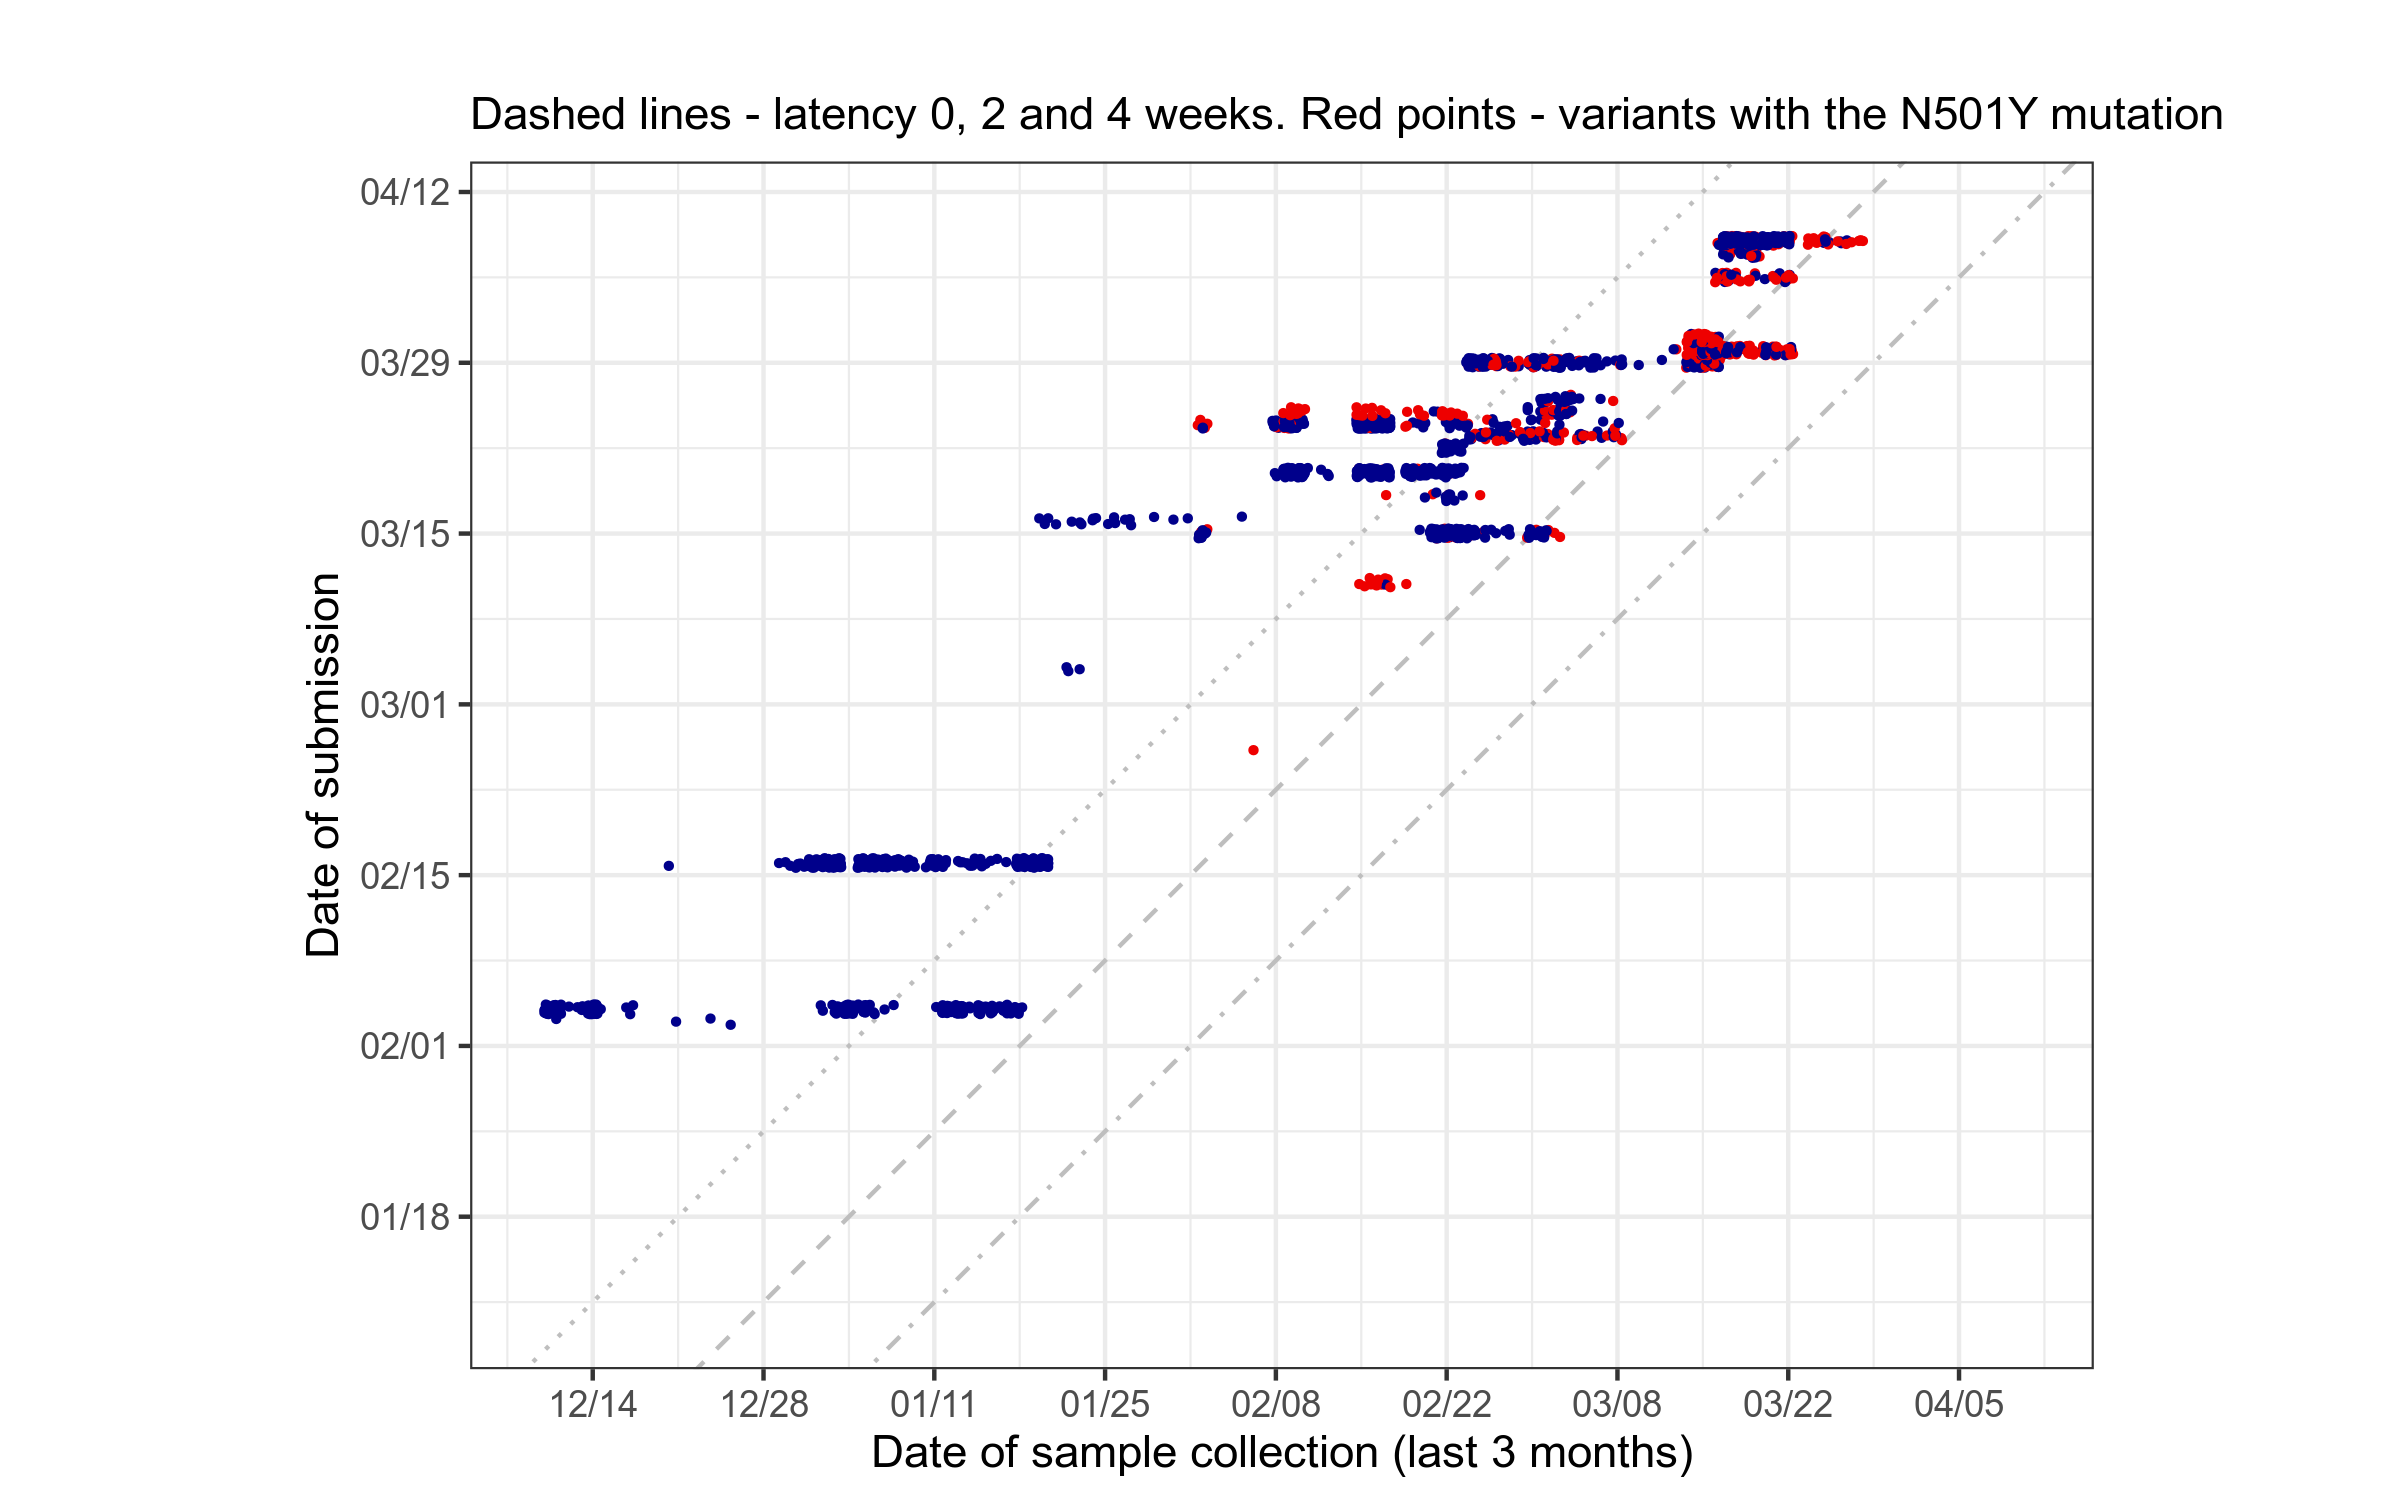 Dashed lines - latency 0, 2 and 4 weeks. Red points - variants with the N501Y mutation
Date of submission
04/12
03/29
03/15
03/01
02/15
02/01
01/18
12/14 12/28 01/11 01/25 02/08 02/22 03/08 03/22 04/05
Date of sample collection (last 3 months)